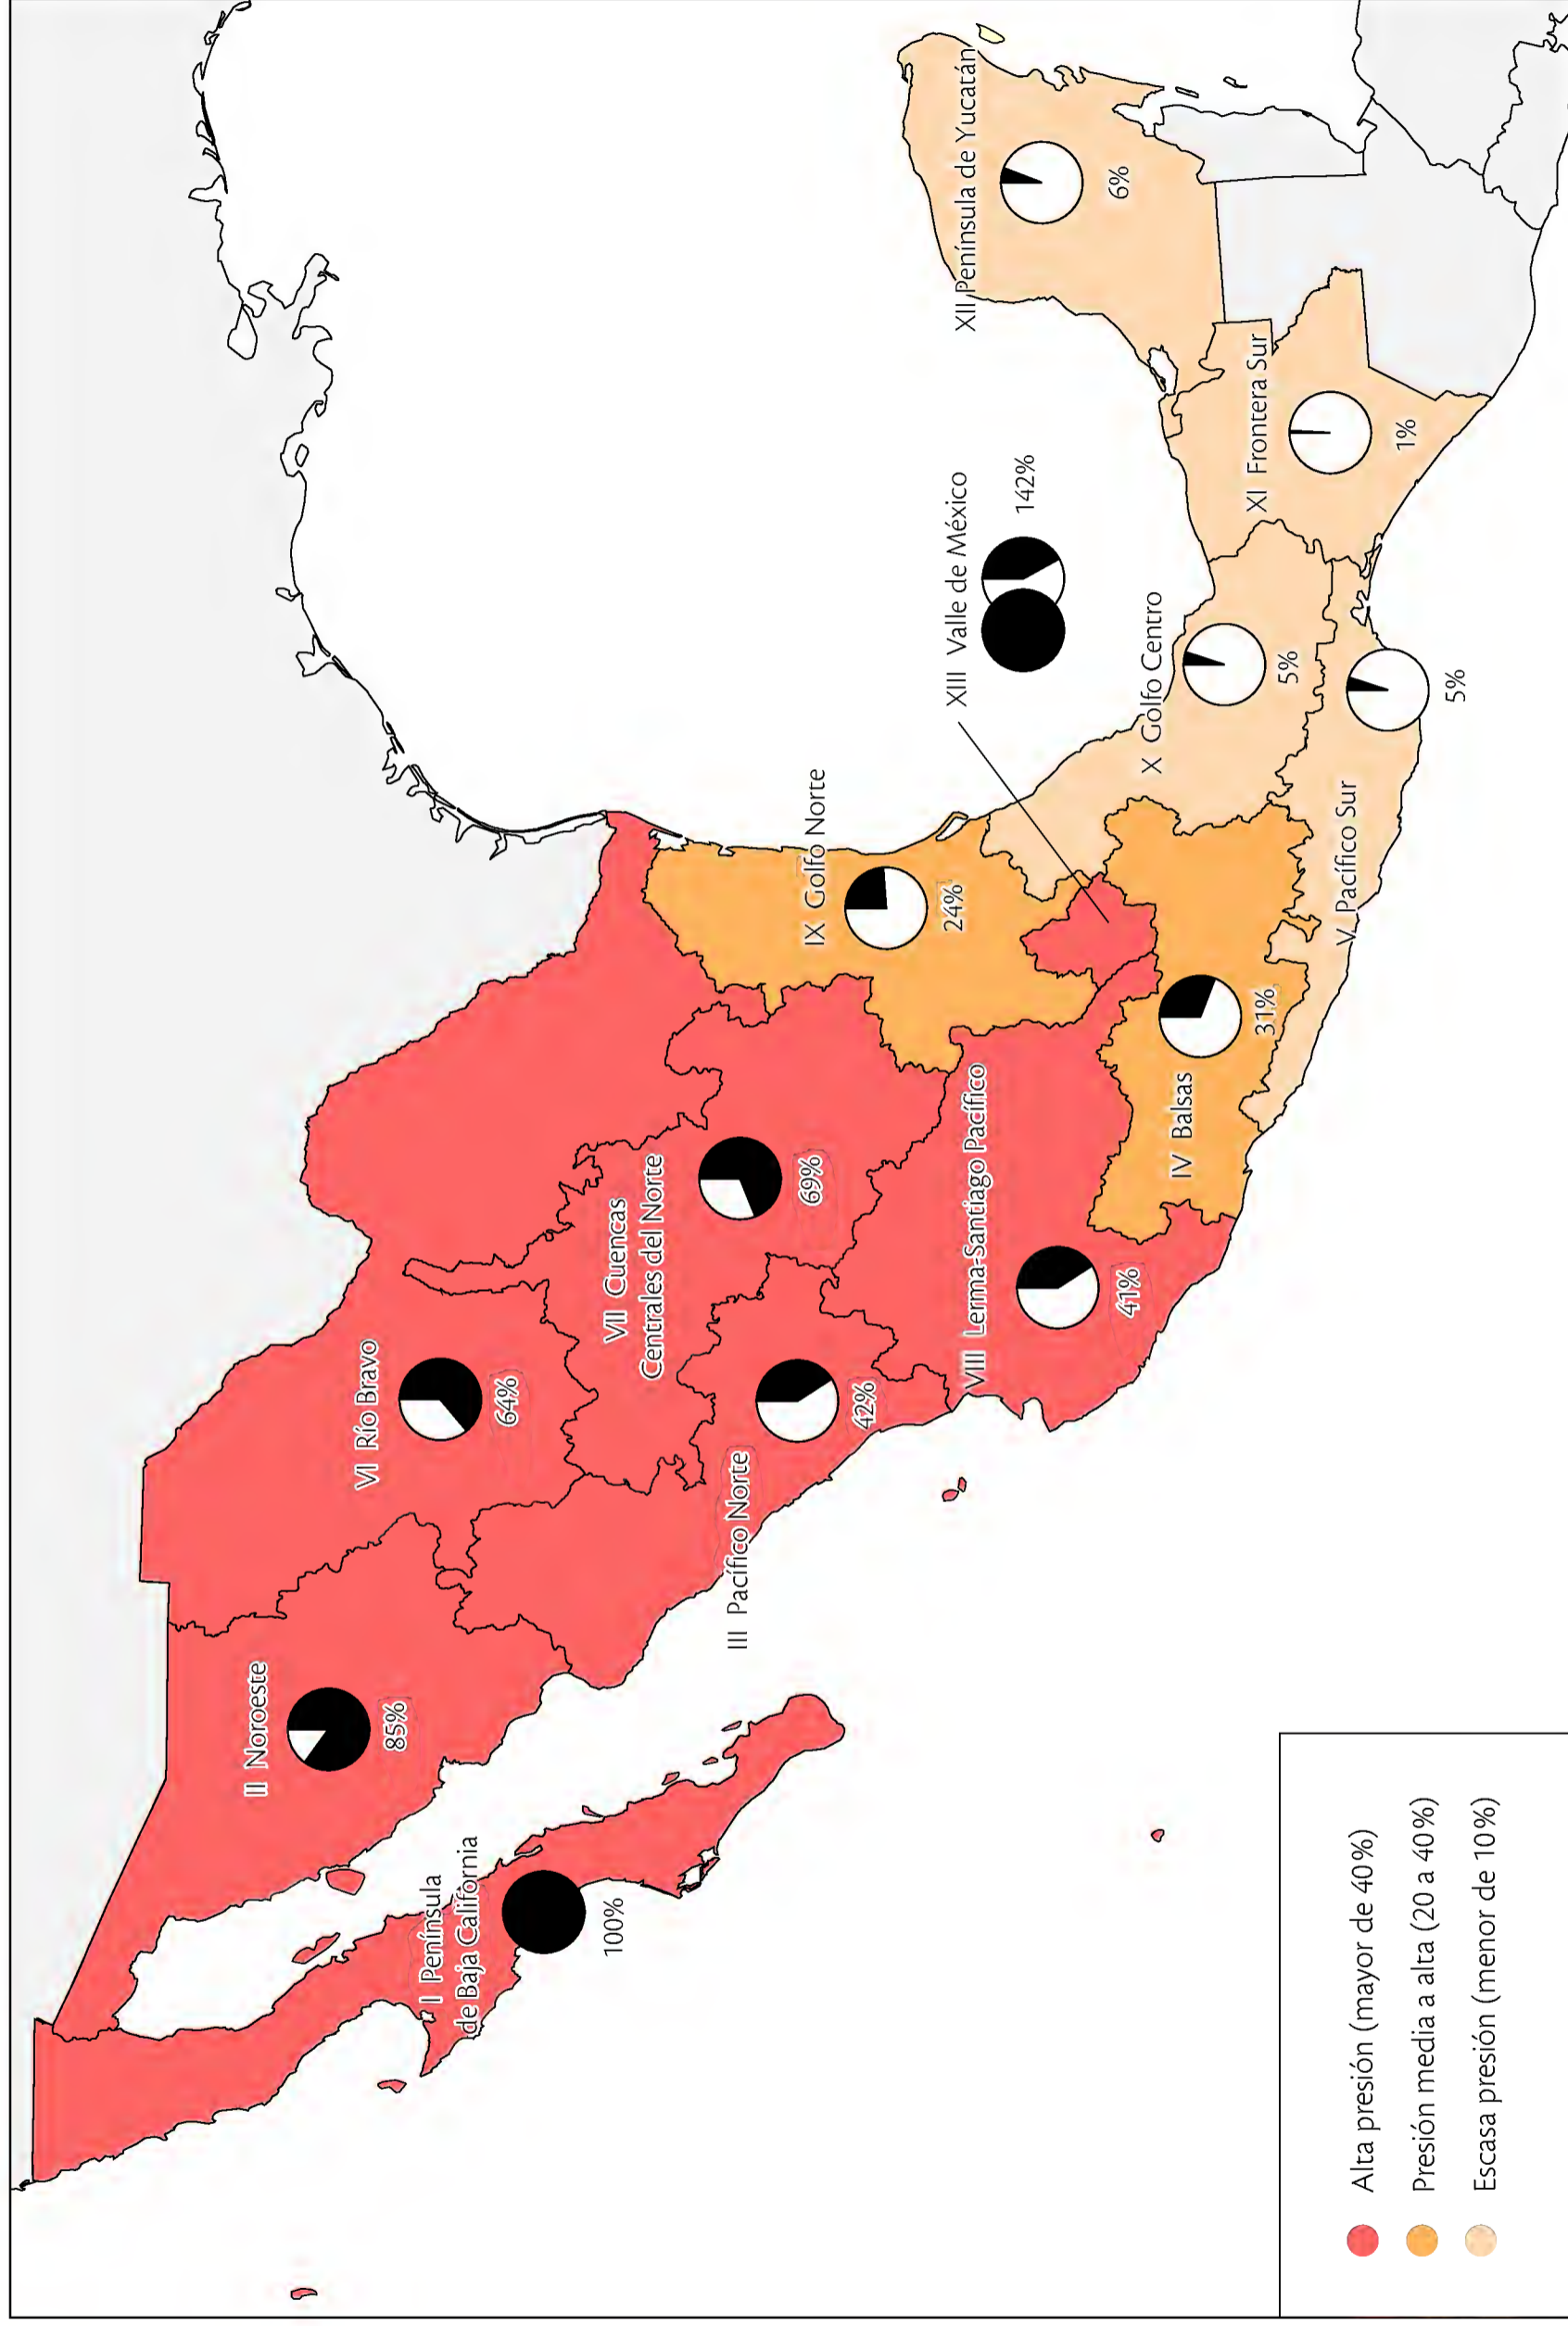 I Península
de Baja California
100%
II Noroeste
85%
VI Río Bravo
64%
III Pacífico Norte
42%
VII Cuencas
Centrales del Norte
69%
VIII Lerma-Santiago Pacífico
41%
IX Golfo Norte
24%
IV Balsas
31%
XIII Valle de México
142%
X Golfo Centro
5%
V Pacífico Sur
5%
XI Frontera Sur
1%
XII Península de Yucatán
6%
Alta presión (mayor de 40%)
Presión media a alta (20 a 40%)
Escasa presión (menor de 10%)